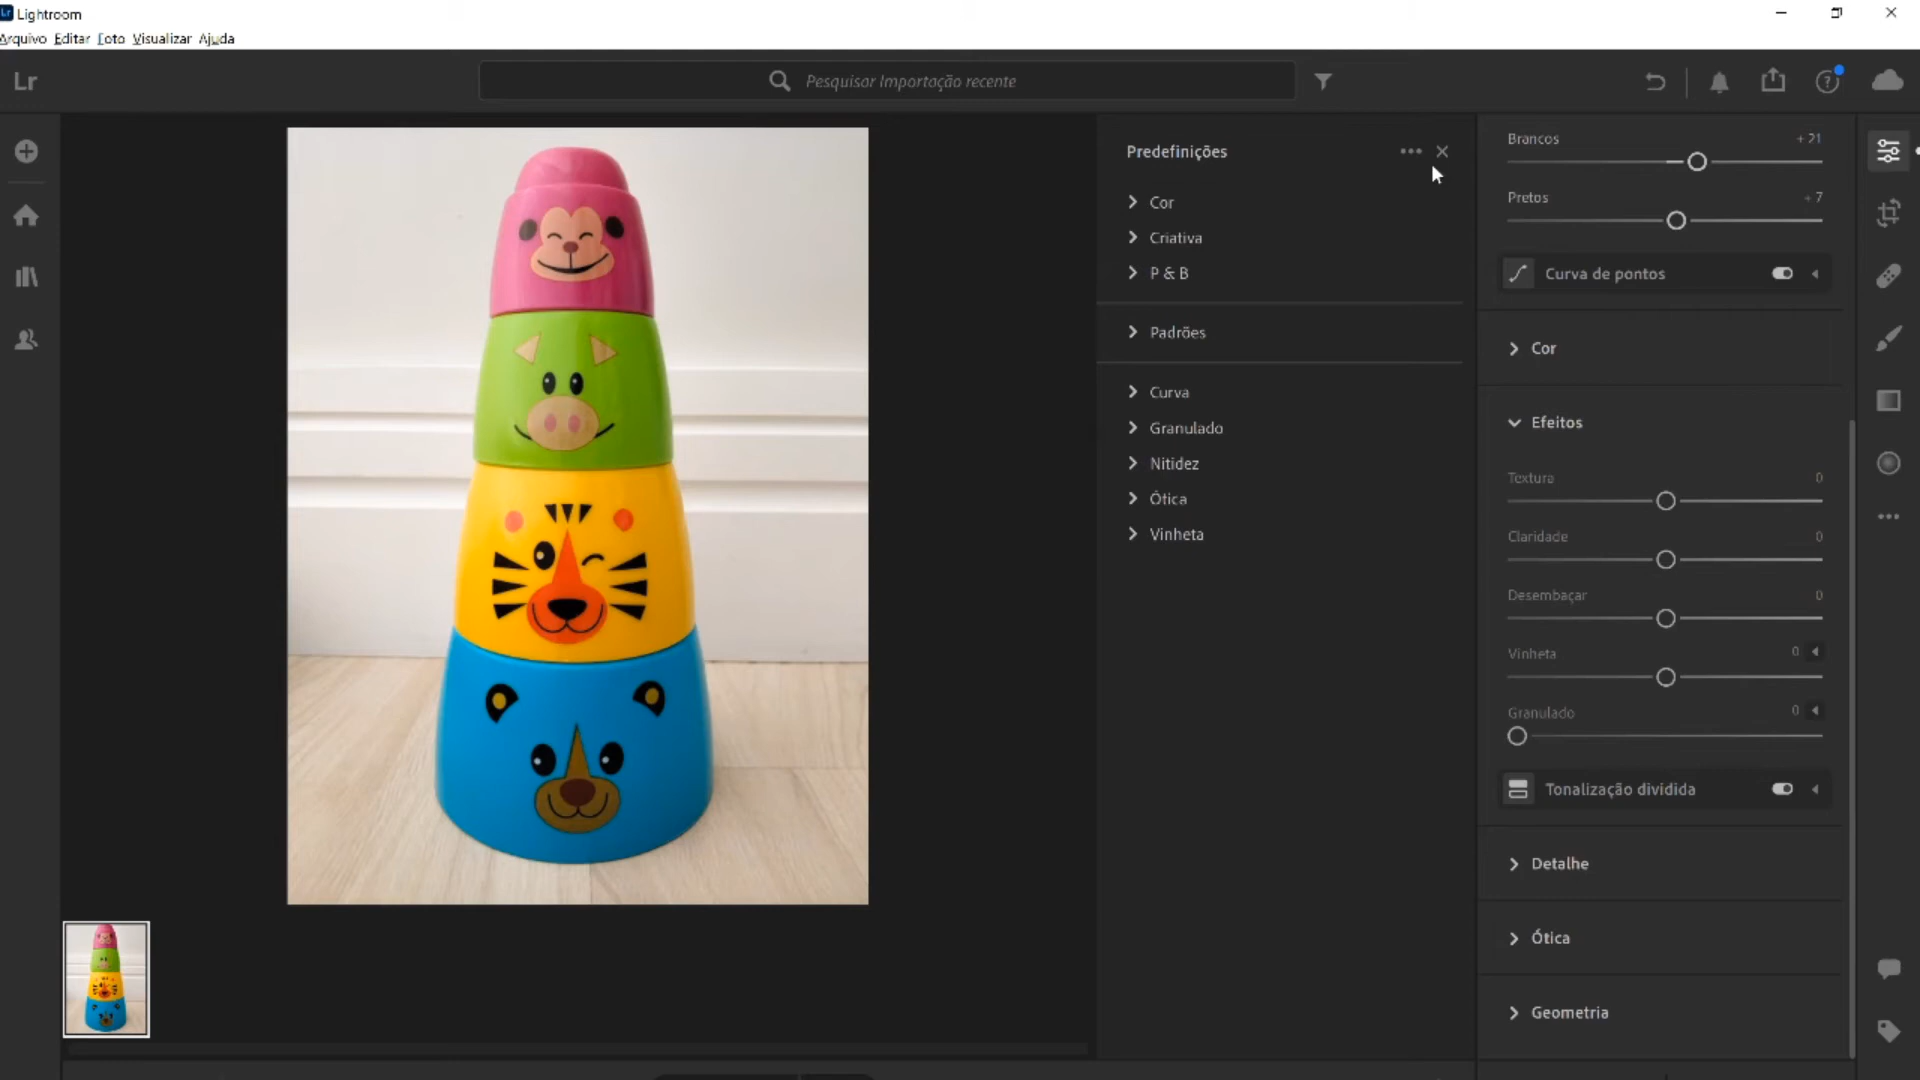 Lr Lightroom
Arquivo Editar Foto Visualizar Ajuda
Lr
Pesquisar Importação recente
Predefinições
Cor
Criativa
P & B
Padrões
Curva
Granulado
Nitidez
Ótica
Vinheta
Brancos + 21
Pretos + 7
Curva de pontos
Cor
Efeitos
Textura 0
Claridade 0
Desembaçar 0
Vinheta 0
Granulado 0
Tonalização dividida
Detalhe
Ótica
Geometria